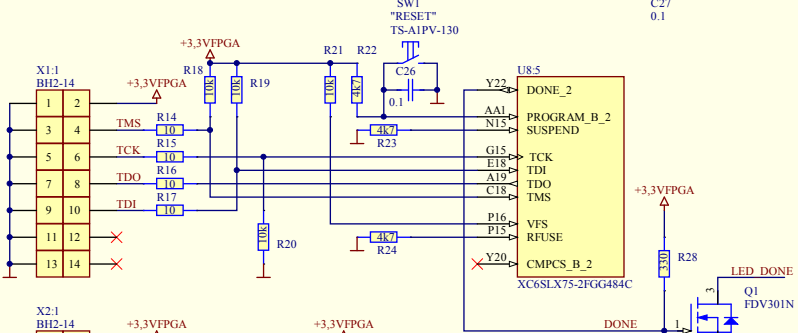 SW1
"RESET"
TS-A1PV-130
C27
0.1
+3,3VFPGA
R21 R22
X1:1
BH2-14
+3,3VFPGA
R18
10k
10k
R19
10k
4k7
C26
0.1
U8:5
1 2
3 4
5 6
7 8
9 10
11 12
13 14
TMS
R14
10
TCK
R15
10
TDO
R16
10
TDI
R17
10
10k
R20
4k7
R23
4k7
R24
Y22 DONE_2
AA1 PROGRAM_B_2
N15 SUSPEND
G15 TCK
E18 TDI
A19 TDO
C18 TMS
P16 VFS
P15 RFUSE
Y20 CMPCS_B_2
XC6SLX75-2FGG484C
+3,3VFPGA
330
R28
LED_DONE
3
Q1
FDV301N
1
DONE
X2:1
BH2-14
+3,3VFPGA
+3,3VFPGA